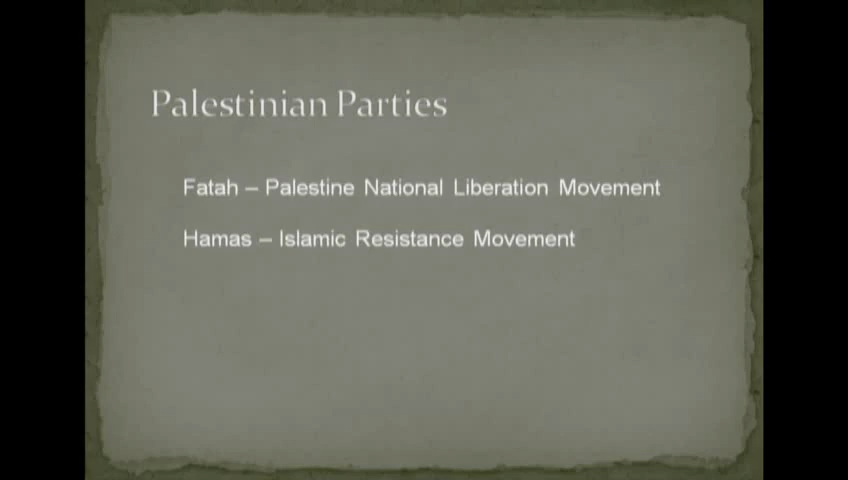 Palestinian Parties
Fatah – Palestine National Liberation Movement
Hamas – Islamic Resistance Movement